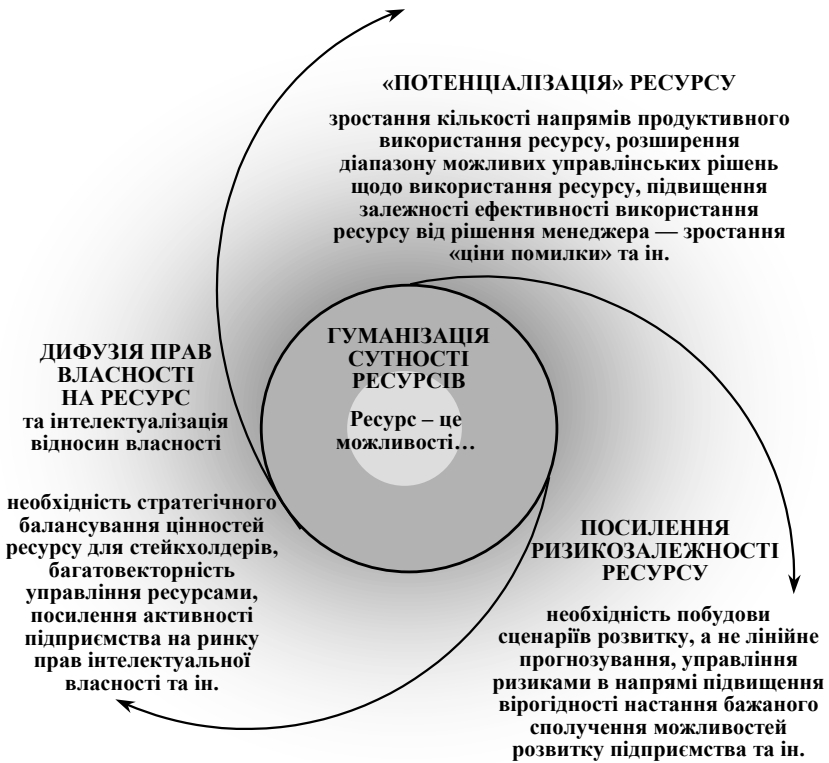 «ПОТЕНЦІАЛІЗАЦІЯ» РЕСУРСУ
зростання кількості напрямів продуктивного
використання ресурсу, розширення
діапазону можливих управлінських рішень
щодо використання ресурсу, підвищення
залежності ефективності використання
ресурсу від рішення менеджера — зростання
«ціни помилки» та ін.
ГУМАНІЗАЦІЯ
СУТНОСТІ
РЕСУРСІВ
Ресурс – це
можливості…
ДИФУЗІЯ ПРАВ
ВЛАСНОСТІ
НА РЕСУРС
та інтелектуалізація
відносин власності
необхідність стратегічного
балансування цінностей
ресурсу для стейкхолдерів,
багатовекторність
управління ресурсами,
посилення активності
підприємства на ринку
прав інтелектуальної
власності та ін.
ПОСИЛЕННЯ
РИЗИКОЗАЛЕЖНОСТІ
РЕСУРСУ
необхідність побудови
сценаріїв розвитку, а не лінійне
прогнозування, управління
ризиками в напрямі підвищення
вірогідності настання бажаного
сполучення можливостей
розвитку підприємства та ін.